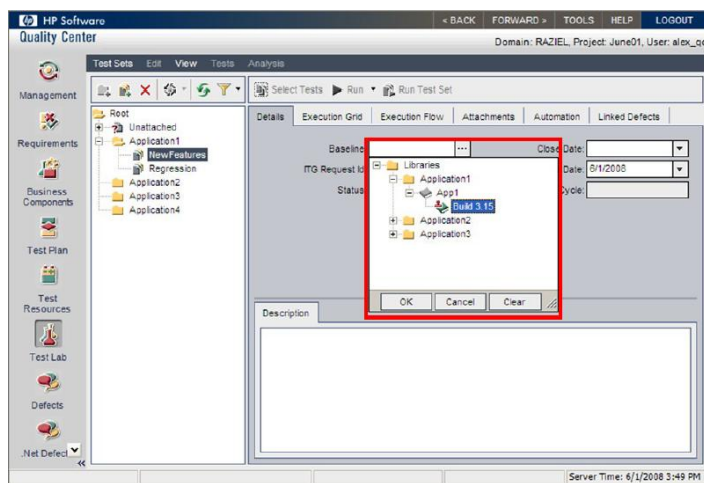 HP Software
« BACK FORWARD » TOOLS HELP LOGOUT
Quality Center
Domain: RAZIEL, Project: June01, User: alex_qc
Test Sets Edit View Tests Analysis
Management
Select Tests Run Run Test Set
Root
Unattached
Application1
NewFeatures
Regression
Application2
Application3
Application4
Details Execution Grid Execution Flow Attachments Automation Linked Defects
Requirements
Baseline ... Close Date:
ITG Request Id Date: 6/1/2008
Status Cycle:
Libraries
Application1
App1
Build 3.15
Application2
Application3
OK Cancel Clear
Business Components
Test Plan
Test Resources
Test Lab
Defects
.Net Defect
«
Description
Server Time: 6/1/2008 3:49 PM